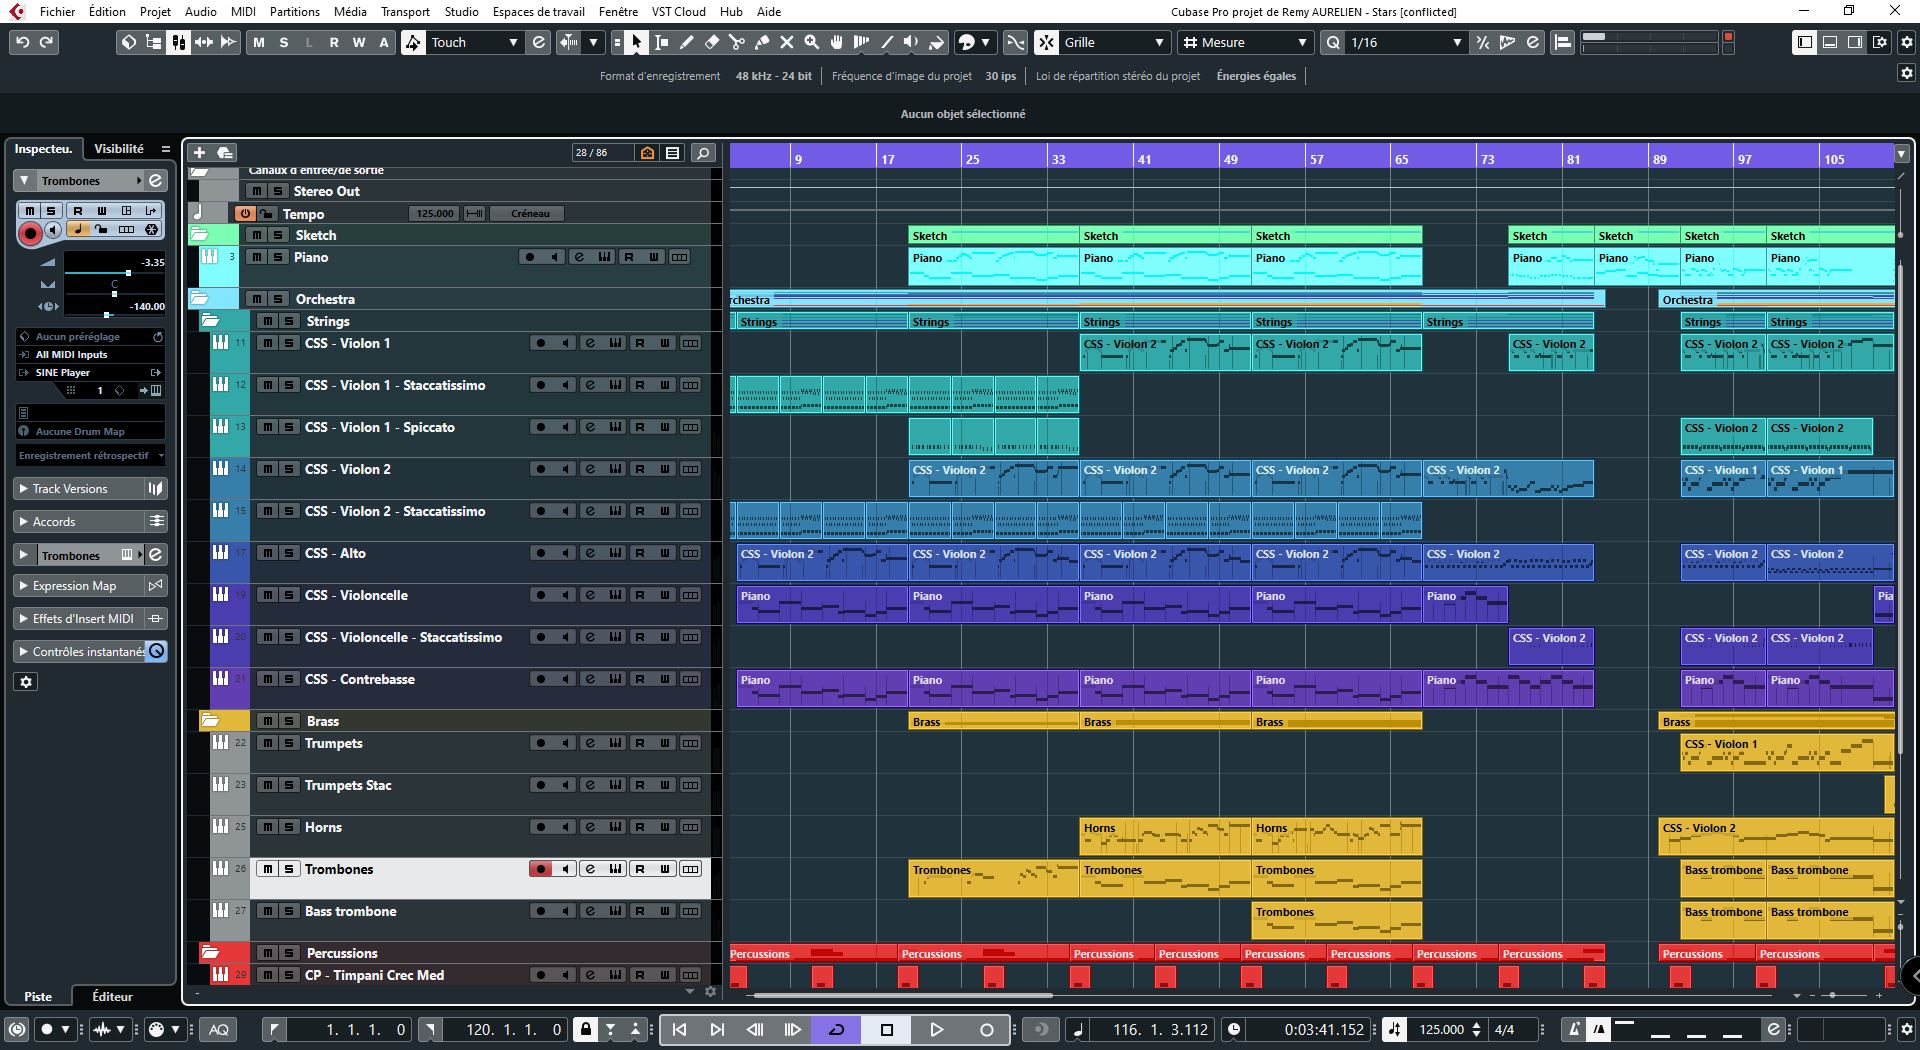 Fichier Édition Projet Audio MIDI Partitions Média Transport Studio Espaces de travail Fenêtre VST Cloud Hub Aide Cubase Pro projet de Remy AURELIEN - Stars [conflicted]
M S L R W A Touch Grille Mesure Q 1/16
Format d'enregistrement 48 kHz - 24 bit Fréquence d'image du projet 30 ips Loi de répartition stéréo du projet Énergies égales
Aucun objet sélectionné
Inspecteu. Visibilité 28 / 86 9 17 25 33 41 49 57 65 73 81 89 97 105
Canaux d'entrée/de sortie
Trombones
m S Stereo Out
m S R W
Tempo 125.000 Créneau
m S Sketch Sketch Sketch Sketch Sketch Sketch Sketch Sketch
3 m S Piano R W Piano Piano Piano Piano Piano Piano Piano
-3.35
C
-140.00
m S Orchestra rchestra Orchestra
m S Strings Strings Strings Strings Strings Strings Strings Strings
Aucun préréglage
11 m S CSS - Violon 1 R W CSS - Violon 2 CSS - Violon 2 CSS - Violon 2 CSS - Violon 2 CSS - Violon 2
All MIDI Inputs
SINE Player
1
12 m S CSS - Violon 1 - Staccatissimo R W
Aucune Drum Map
13 m S CSS - Violon 1 - Spiccato R W CSS - Violon 2 CSS - Violon 2
Enregistrement rétrospectif
14 m S CSS - Violon 2 R W CSS - Violon 2 CSS - Violon 2 CSS - Violon 2 CSS - Violon 2 CSS - Violon 1 CSS - Violon 1
Track Versions
15 m S CSS - Violon 2 - Staccatissimo R W
Accords
17 m S CSS - Alto R W CSS - Violon 2 CSS - Violon 2 CSS - Violon 2 CSS - Violon 2 CSS - Violon 2 CSS - Violon 2 CSS - Violon 2
Trombones
Expression Map
19 m S CSS - Violoncelle R W Piano Piano Piano Piano Piano Pia
Effets d'Insert MIDI
20 m S CSS - Violoncelle - Staccatissimo R W CSS - Violon 2 CSS - Violon 2 CSS - Violon 2
Contrôles instantanés
21 m S CSS - Contrebasse R W Piano Piano Piano Piano Piano Piano Piano
m S Brass Brass Brass Brass Brass
22 m S Trumpets R W CSS - Violon 1
23 m S Trumpets Stac R W
25 m S Horns R W Horns Horns CSS - Violon 2
26 m S Trombones R W Trombones Trombones Trombones Bass trombone Bass trombone
27 m S Bass trombone R W Trombones Bass trombone Bass trombone
m S Percussions Percussions Percussions Percussions Percussions Percussions Percussions Percussions Percussions Percussions Percussions
29 m S CP - Timpani Crec Med R W
Piste Éditeur
AQ 1. 1. 1. 0 120. 1. 1. 0 116. 1. 3.112 0:03:41.152 125.000 4/4